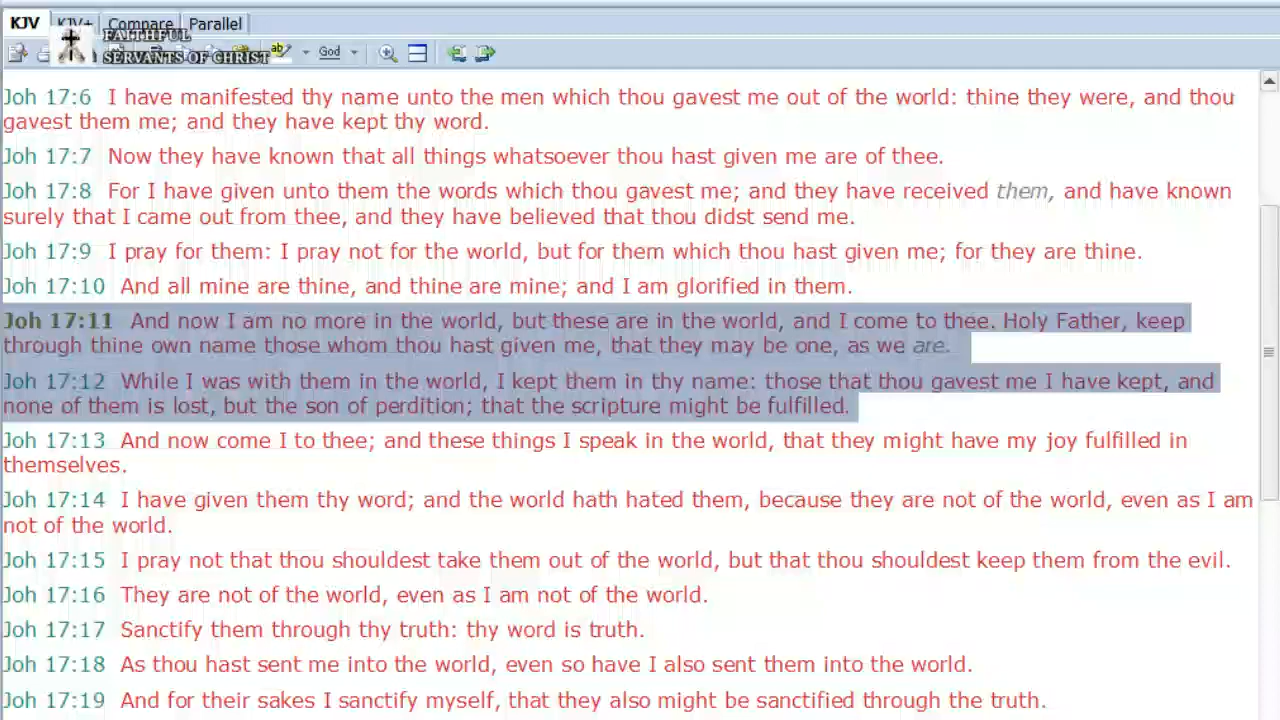 KJV KJV+ Compare Parallel
FAITHFUL
SERVANTS OF CHRIST
ab God
Joh 17:6 I have manifested thy name unto the men which thou gavest me out of the world: thine they were, and thou
gavest them me; and they have kept thy word.
Joh 17:7 Now they have known that all things whatsoever thou hast given me are of thee.
Joh 17:8 For I have given unto them the words which thou gavest me; and they have received them, and have known
surely that I came out from thee, and they have believed that thou didst send me.
Joh 17:9 I pray for them: I pray not for the world, but for them which thou hast given me; for they are thine.
Joh 17:10 And all mine are thine, and thine are mine; and I am glorified in them.
Joh 17:11 And now I am no more in the world, but these are in the world, and I come to thee. Holy Father, keep
through thine own name those whom thou hast given me, that they may be one, as we are.
Joh 17:12 While I was with them in the world, I kept them in thy name: those that thou gavest me I have kept, and
none of them is lost, but the son of perdition; that the scripture might be fulfilled.
Joh 17:13 And now come I to thee; and these things I speak in the world, that they might have my joy fulfilled in
themselves.
Joh 17:14 I have given them thy word; and the world hath hated them, because they are not of the world, even as I am
not of the world.
Joh 17:15 I pray not that thou shouldest take them out of the world, but that thou shouldest keep them from the evil.
Joh 17:16 They are not of the world, even as I am not of the world.
Joh 17:17 Sanctify them through thy truth: thy word is truth.
Joh 17:18 As thou hast sent me into the world, even so have I also sent them into the world.
Joh 17:19 And for their sakes I sanctify myself, that they also might be sanctified through the truth.